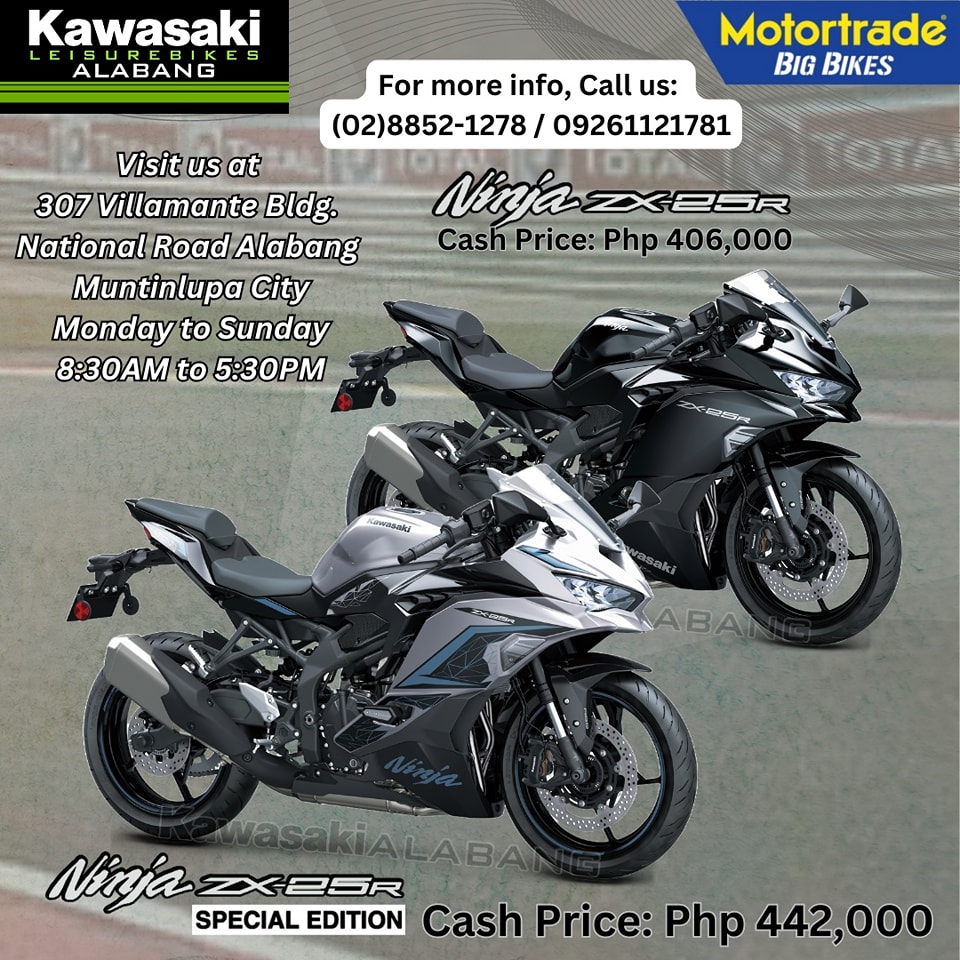 Kawasaki
LEISUREBIKES
ALABANG
Motortrade
BIG BIKES
For more info, Call us:
(02)8852-1278 / 09261121781
Visit us at
307 Villamante Bldg.
National Road Alabang
Muntinlupa City
Monday to Sunday
8:30AM to 5:30PM
TOTAL
TOTAL
Ninja ZX-25R
Cash Price: Php 406,000
Ninja
ZX-25R
Kawasaki
Kawasaki
ALABANG
ZX-25R
Ninja
Kawasaki ALABANG
Ninja ZX-25R
SPECIAL EDITION
Cash Price: Php 442,000